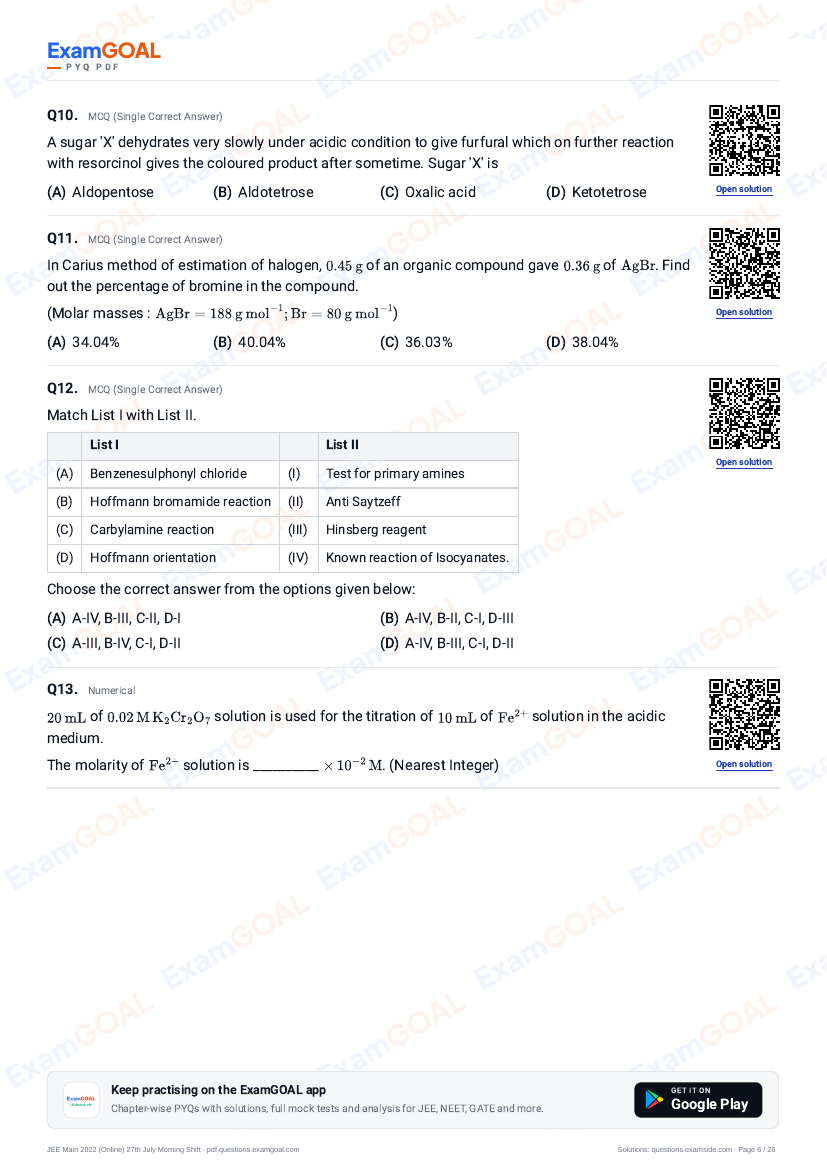 ExamGOAL
PYQ PDF
Q10. MCQ (Single Correct Answer)
A sugar 'X' dehydrates very slowly under acidic condition to give furfural which on further reaction
with resorcinol gives the coloured product after sometime. Sugar 'X' is
(A) Aldopentose (B) Aldotetrose (C) Oxalic acid (D) Ketotetrose
Open solution
Q11. MCQ (Single Correct Answer)
In Carius method of estimation of halogen, 0.45 g of an organic compound gave 0.36 g of AgBr. Find
out the percentage of bromine in the compound.
(Molar masses : AgBr = 188 g mol⁻¹; Br = 80 g mol⁻¹)
(A) 34.04% (B) 40.04% (C) 36.03% (D) 38.04%
Open solution
Q12. MCQ (Single Correct Answer)
Match List I with List II.
List I List II
(A) Benzenesulphonyl chloride (I) Test for primary amines
(B) Hoffmann bromamide reaction (II) Anti Saytzeff
(C) Carbylamine reaction (III) Hinsberg reagent
(D) Hoffmann orientation (IV) Known reaction of Isocyanates.
Choose the correct answer from the options given below:
(A) A-IV, B-III, C-II, D-I (B) A-IV, B-II, C-I, D-III
(C) A-III, B-IV, C-I, D-II (D) A-IV, B-III, C-I, D-II
Open solution
Q13. Numerical
20 mL of 0.02 M K₂Cr₂O₇ solution is used for the titration of 10 mL of Fe²⁺ solution in the acidic
medium.
The molarity of Fe²⁺ solution is __________ × 10⁻² M. (Nearest Integer)
Open solution
Keep practising on the ExamGOAL app
Chapter-wise PYQs with solutions, full mock tests and analysis for JEE, NEET, GATE and more.
GET IT ON
Google Play
JEE Main 2022 (Online) 27th July Morning Shift · pdf.questions.examgoal.com
Solutions: questions.examside.com · Page 6 / 26